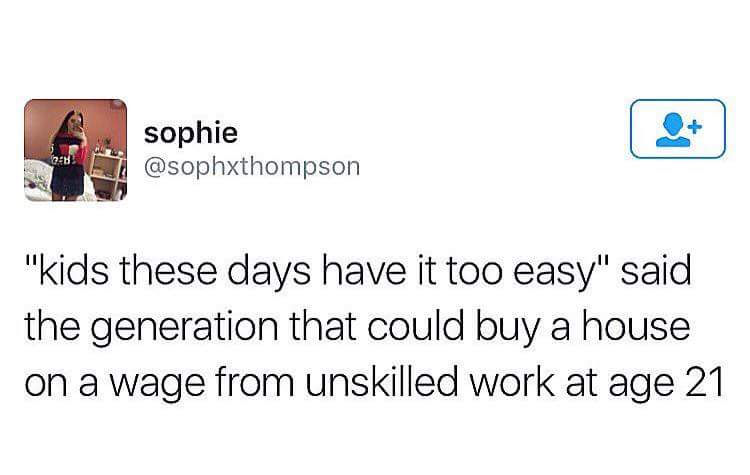 sophie
@sophxthompson
"kids these days have it too easy" said
the generation that could buy a house
on a wage from unskilled work at age 21